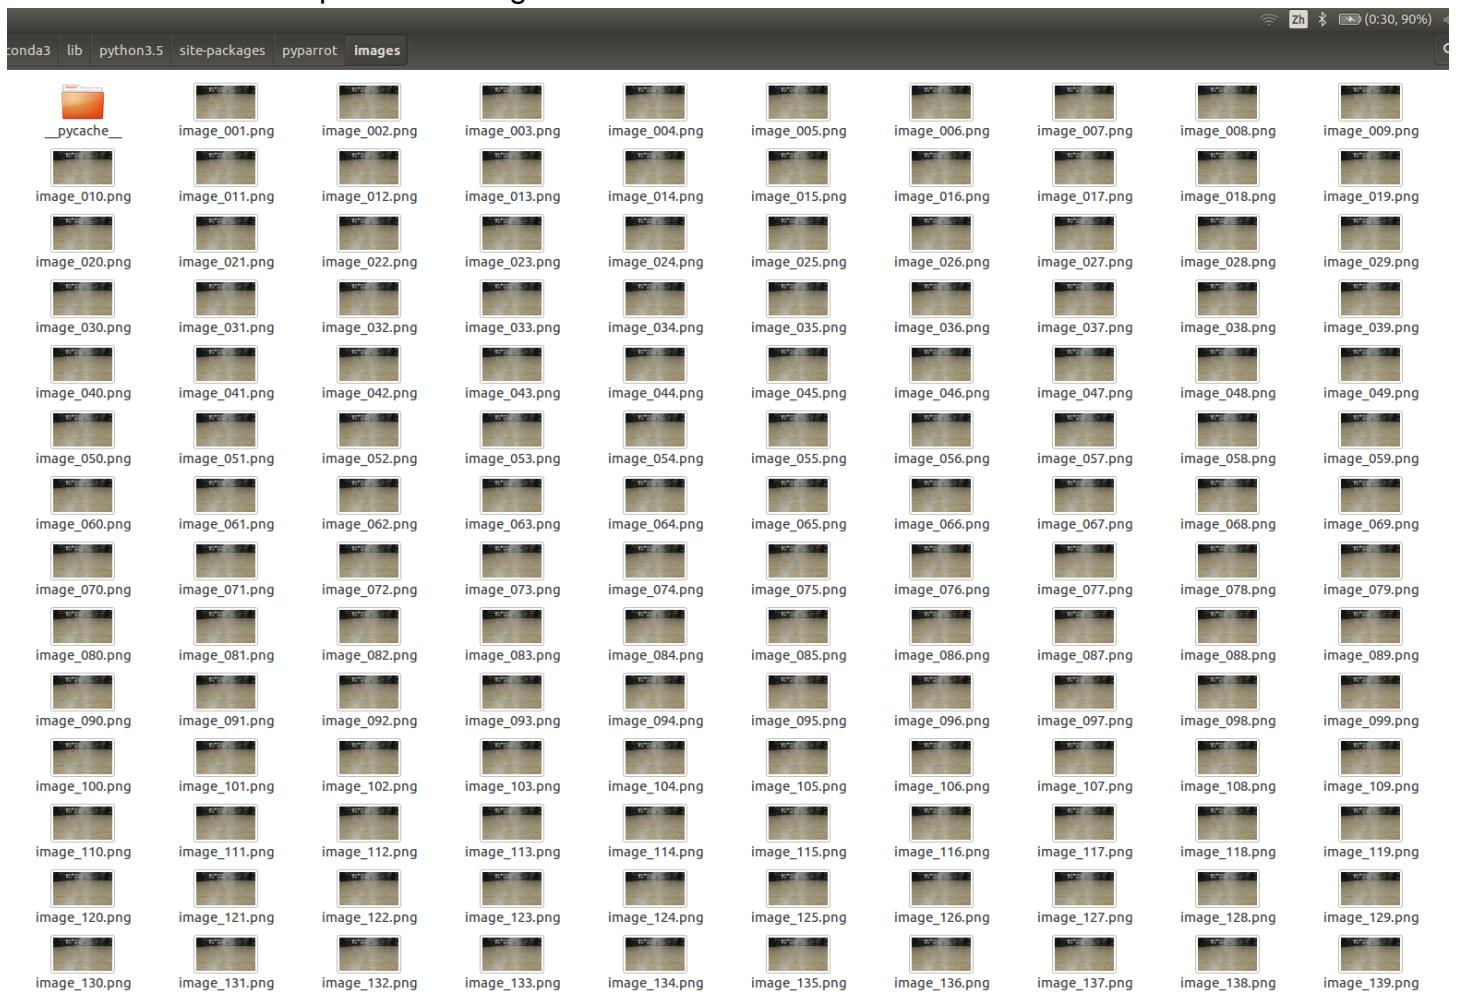 Zh (0:30, 90%)
conda3 lib python3.5 site-packages pyparrot images
__pycache__ image_001.png image_002.png image_003.png image_004.png image_005.png image_006.png image_007.png image_008.png image_009.png
image_010.png image_011.png image_012.png image_013.png image_014.png image_015.png image_016.png image_017.png image_018.png image_019.png
image_020.png image_021.png image_022.png image_023.png image_024.png image_025.png image_026.png image_027.png image_028.png image_029.png
image_030.png image_031.png image_032.png image_033.png image_034.png image_035.png image_036.png image_037.png image_038.png image_039.png
image_040.png image_041.png image_042.png image_043.png image_044.png image_045.png image_046.png image_047.png image_048.png image_049.png
image_050.png image_051.png image_052.png image_053.png image_054.png image_055.png image_056.png image_057.png image_058.png image_059.png
image_060.png image_061.png image_062.png image_063.png image_064.png image_065.png image_066.png image_067.png image_068.png image_069.png
image_070.png image_071.png image_072.png image_073.png image_074.png image_075.png image_076.png image_077.png image_078.png image_079.png
image_080.png image_081.png image_082.png image_083.png image_084.png image_085.png image_086.png image_087.png image_088.png image_089.png
image_090.png image_091.png image_092.png image_093.png image_094.png image_095.png image_096.png image_097.png image_098.png image_099.png
image_100.png image_101.png image_102.png image_103.png image_104.png image_105.png image_106.png image_107.png image_108.png image_109.png
image_110.png image_111.png image_112.png image_113.png image_114.png image_115.png image_116.png image_117.png image_118.png image_119.png
image_120.png image_121.png image_122.png image_123.png image_124.png image_125.png image_126.png image_127.png image_128.png image_129.png
image_130.png image_131.png image_132.png image_133.png image_134.png image_135.png image_136.png image_137.png image_138.png image_139.png